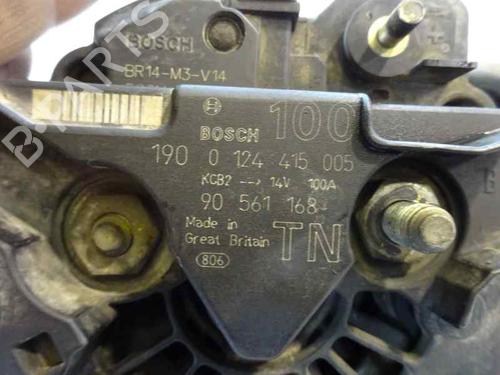 BOSCH
BR14-M3-V14
B-PARTS
BOSCH 100
190 0 124 415 005
KCB2 --> 14V 100A
90 561 168
Made in
Great Britain TN
806